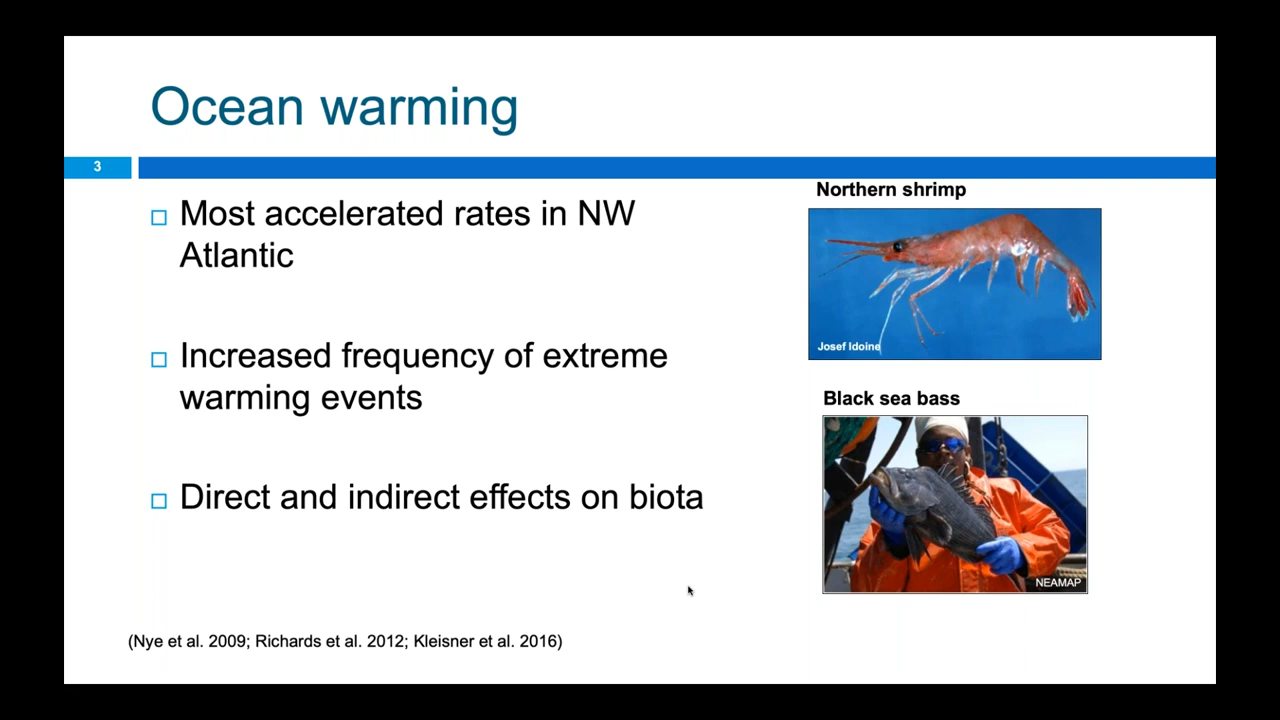 Ocean warming
3
Most accelerated rates in NW
Atlantic
Increased frequency of extreme
warming events
Direct and indirect effects on biota
(Nye et al. 2009; Richards et al. 2012; Kleisner et al. 2016)
Northern shrimp
Josef Idoine
Black sea bass
NEAMAP